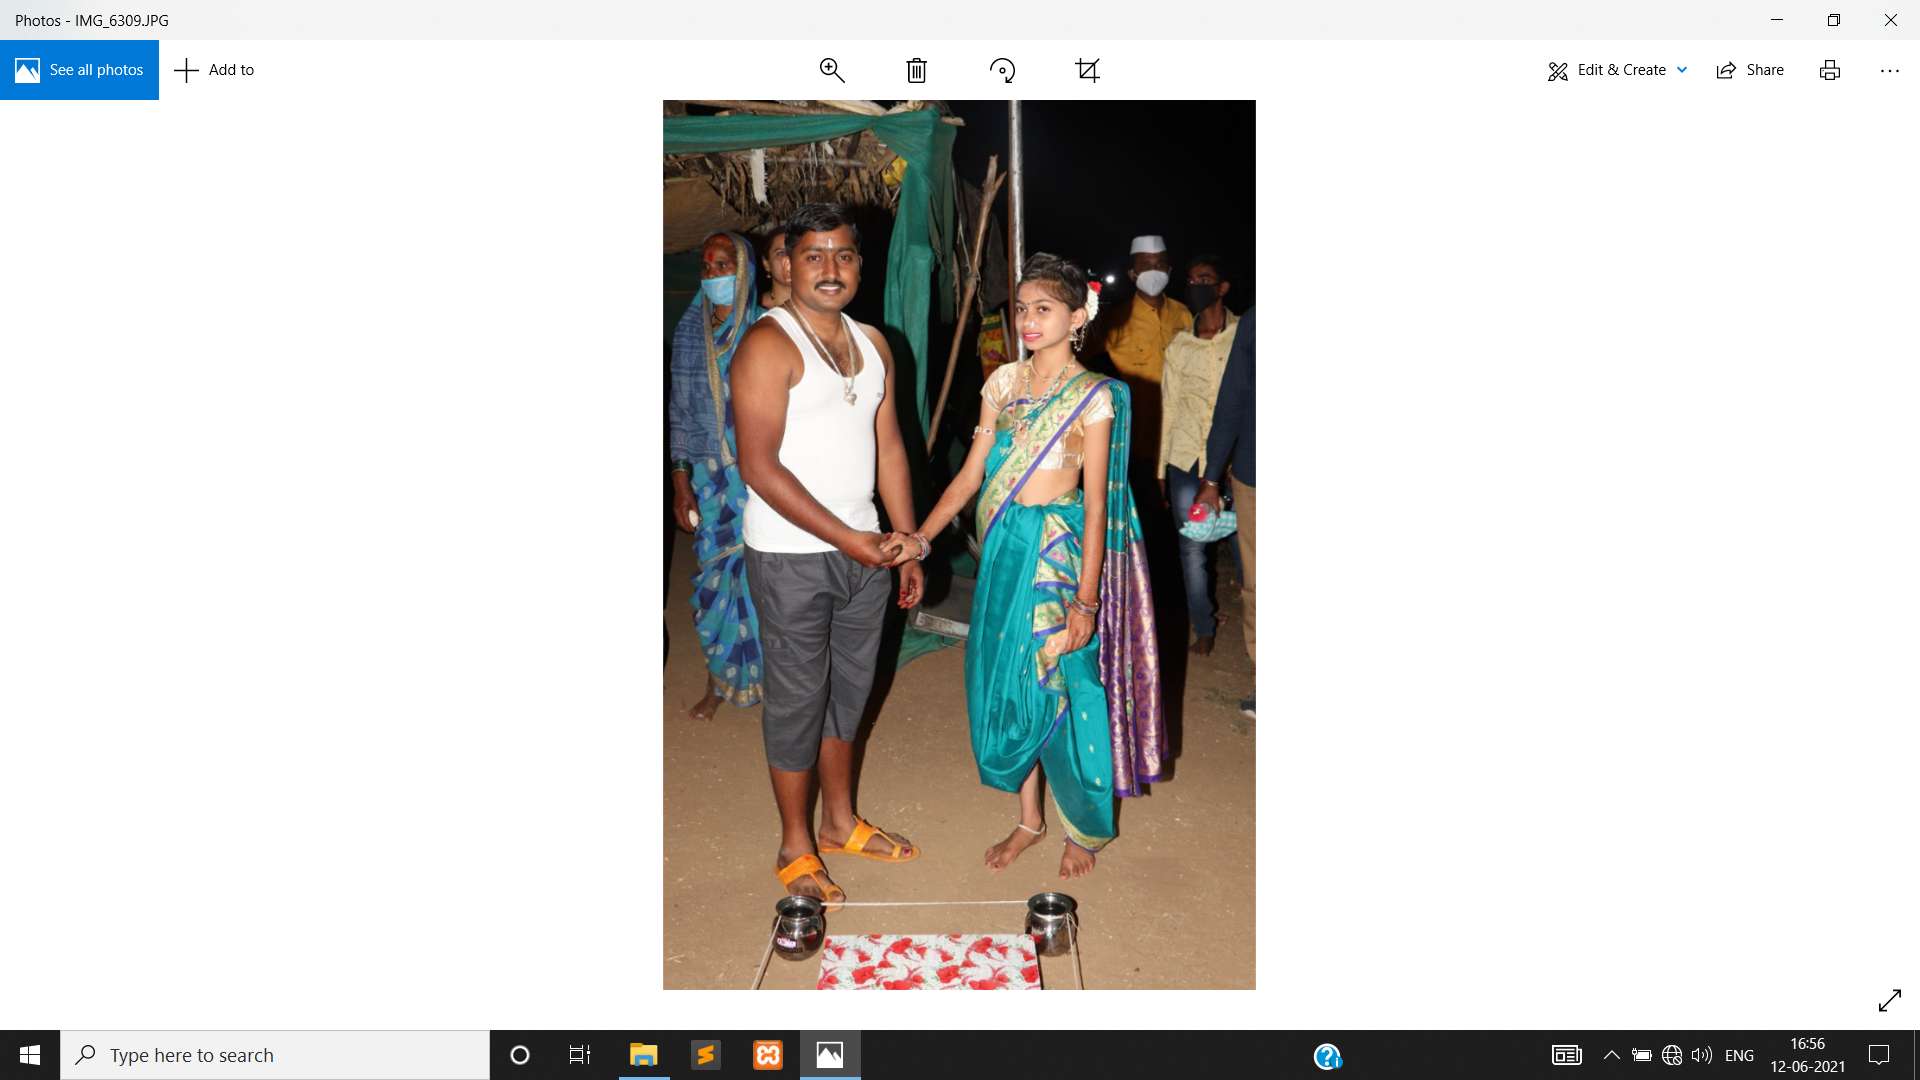 Photos - IMG_6309.JPG
See all photos
Add to
Edit & Create
Share
Type here to search
ENG
16:56
12-06-2021